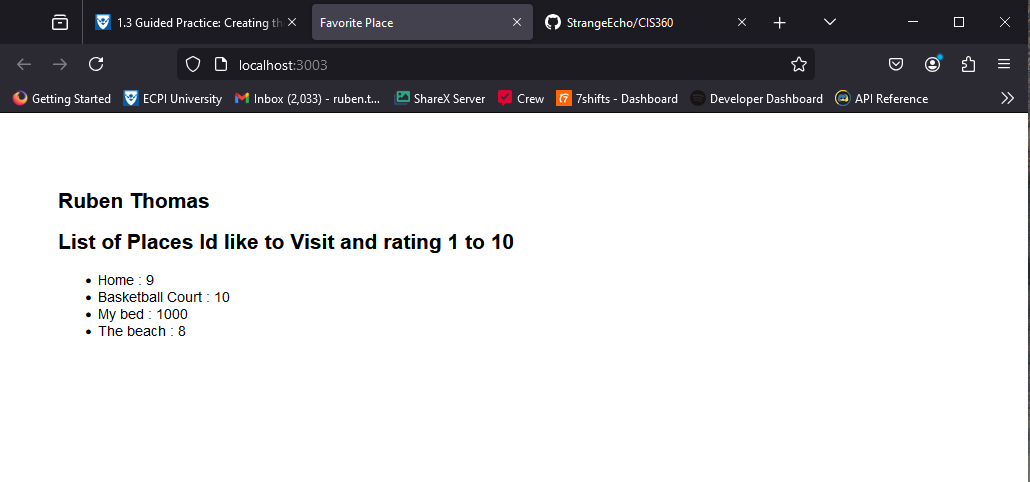 1.3 Guided Practice: Creating th
Favorite Place
StrangeEcho/CIS360
localhost:3003
Getting Started
ECPI University
Inbox (2,033) - ruben.t...
ShareX Server
Crew
7shifts - Dashboard
Developer Dashboard
API Reference
Ruben Thomas
List of Places Id like to Visit and rating 1 to 10
Home : 9
Basketball Court : 10
My bed : 1000
The beach : 8